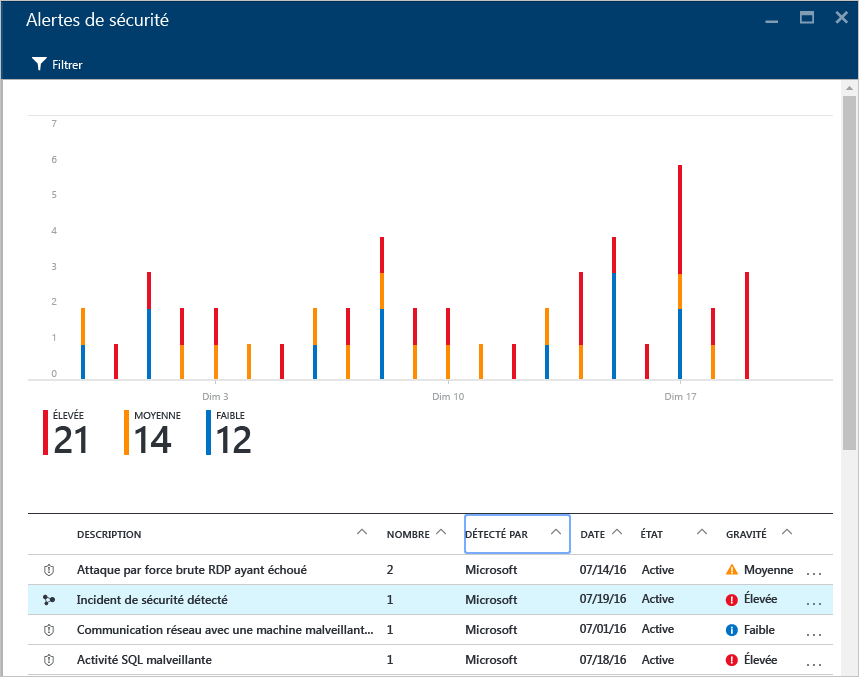 Alertes de sécurité
Filtrer
7
6
5
4
3
2
1
0
Dim 3 Dim 10 Dim 17
ÉLEVÉE MOYENNE FAIBLE
21 14 12
DESCRIPTION NOMBRE DÉTECTÉ PAR DATE ÉTAT GRAVITÉ
Attaque par force brute RDP ayant échoué 2 Microsoft 07/14/16 Active Moyenne ...
Incident de sécurité détecté 1 Microsoft 07/19/16 Active Élevée ...
Communication réseau avec une machine malveillant... 1 Microsoft 07/01/16 Active Faible ...
Activité SQL malveillante 1 Microsoft 07/18/16 Active Élevée ...